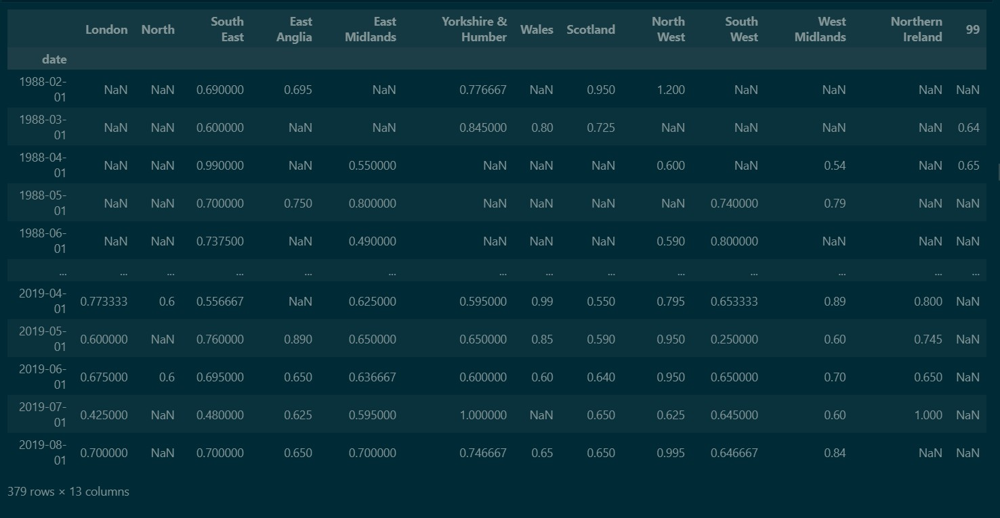 London North South East East Anglia East Midlands Yorkshire & Humber Wales Scotland North West South West West Midlands Northern Ireland 99
date
1988-02-01 NaN NaN 0.690000 0.695 NaN 0.776667 NaN 0.950 1.200 NaN NaN NaN NaN
1988-03-01 NaN NaN 0.600000 NaN NaN 0.845000 0.80 0.725 NaN NaN NaN NaN 0.64
1988-04-01 NaN NaN 0.990000 NaN 0.550000 NaN NaN NaN 0.600 NaN 0.54 NaN 0.65
1988-05-01 NaN NaN 0.700000 0.750 0.800000 NaN NaN NaN NaN 0.740000 0.79 NaN NaN
1988-06-01 NaN NaN 0.737500 NaN 0.490000 NaN NaN NaN 0.590 0.800000 NaN NaN NaN
... ... ... ... ... ... ... ... ... ... ... ... ... ...
2019-04-01 0.773333 0.6 0.556667 NaN 0.625000 0.595000 0.99 0.550 0.795 0.653333 0.89 0.800 NaN
2019-05-01 0.600000 NaN 0.760000 0.890 0.650000 0.650000 0.85 0.590 0.950 0.250000 0.60 0.745 NaN
2019-06-01 0.675000 0.6 0.695000 0.650 0.636667 0.600000 0.60 0.640 0.950 0.650000 0.70 0.650 NaN
2019-07-01 0.425000 NaN 0.480000 0.625 0.595000 1.000000 NaN 0.650 0.625 0.645000 0.60 1.000 NaN
2019-08-01 0.700000 NaN 0.700000 0.650 0.700000 0.746667 0.65 0.650 0.995 0.646667 0.84 NaN NaN
379 rows × 13 columns